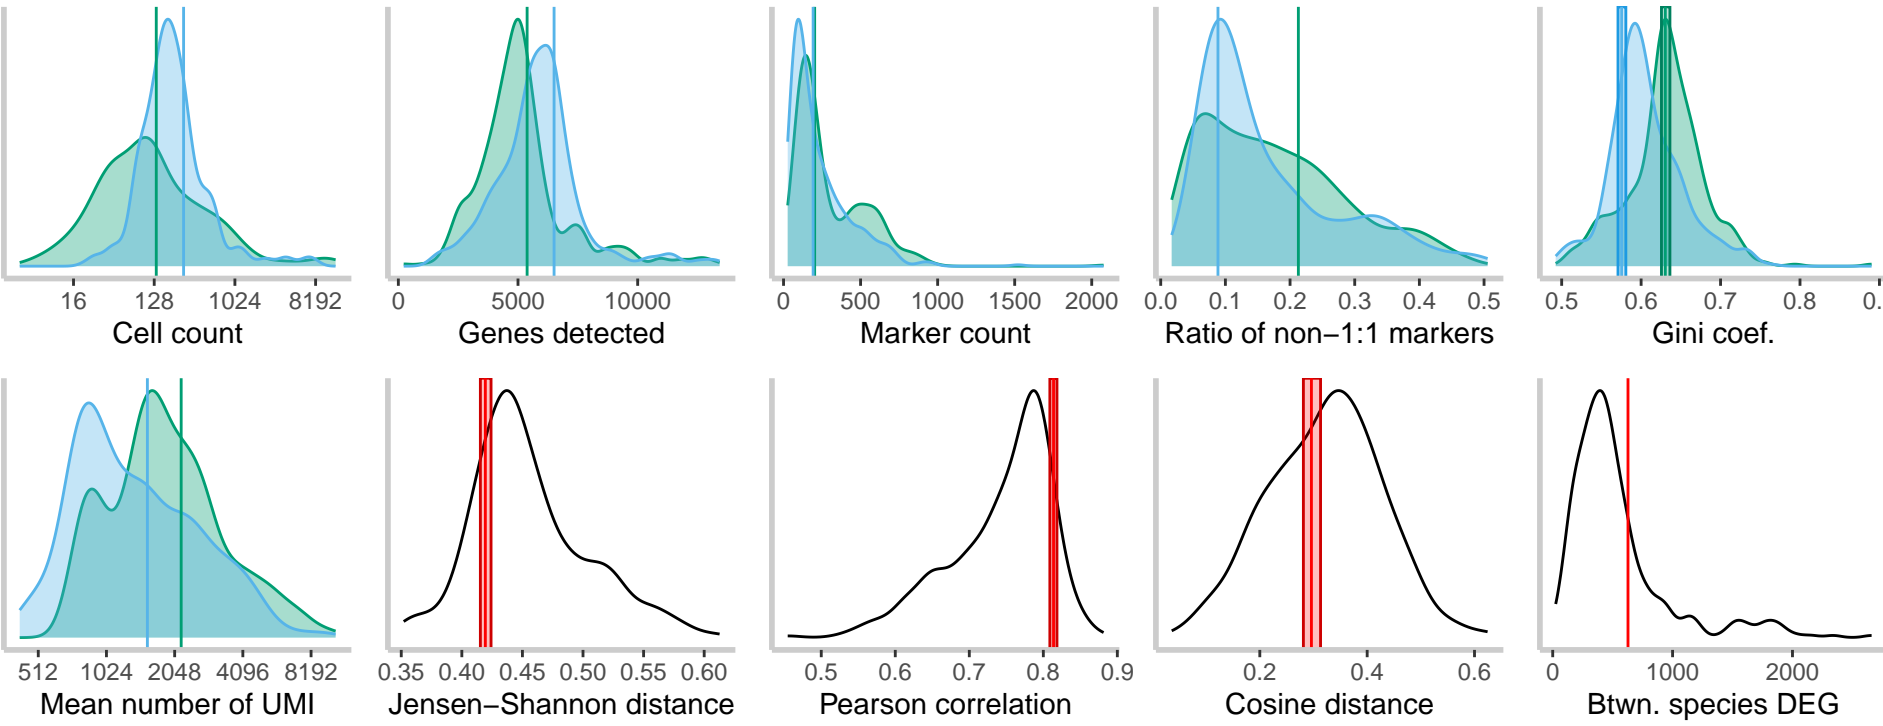 16 128 1024 8192
Cell count
0 5000 10000
Genes detected
0 500 1000 1500 2000
Marker count
0.0 0.1 0.2 0.3 0.4 0.5
Ratio of non−1:1 markers
0.5 0.6 0.7 0.8 0.
Gini coef.
512 1024 2048 4096 8192
Mean number of UMI
0.35 0.40 0.45 0.50 0.55 0.60
Jensen−Shannon distance
0.5 0.6 0.7 0.8 0.9
Pearson correlation
0.2 0.4 0.6
Cosine distance
0 1000 2000
Btwn. species DEG